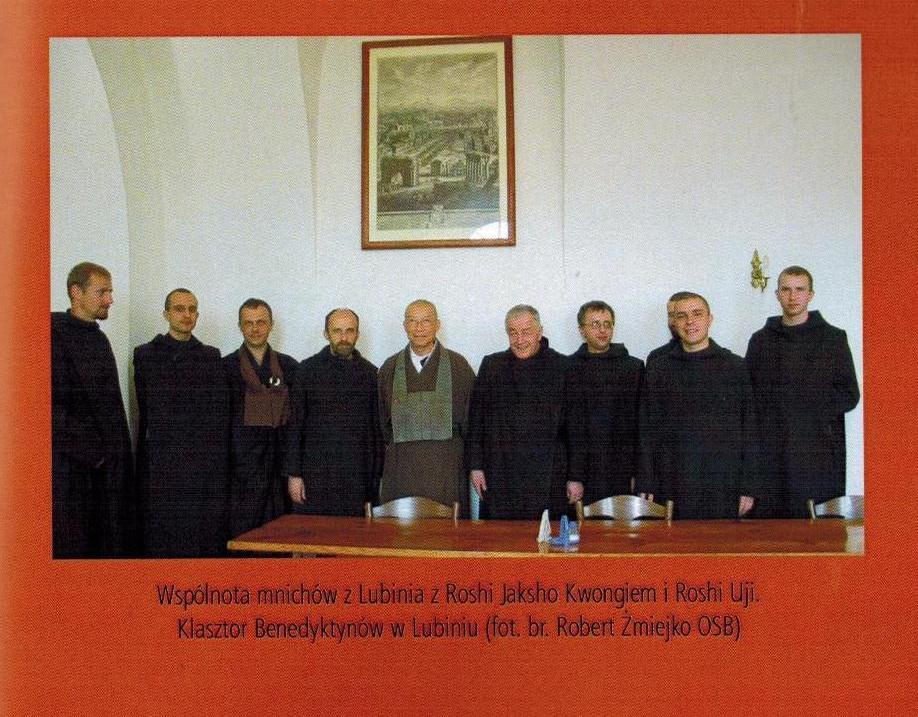 Wspólnota mnichów z Lubinia z Roshi Jaksho Kwongiem i Roshi Uji.
Klasztor Benedyktynów w Lubiniu (fot. br. Robert Żmiejko OSB)